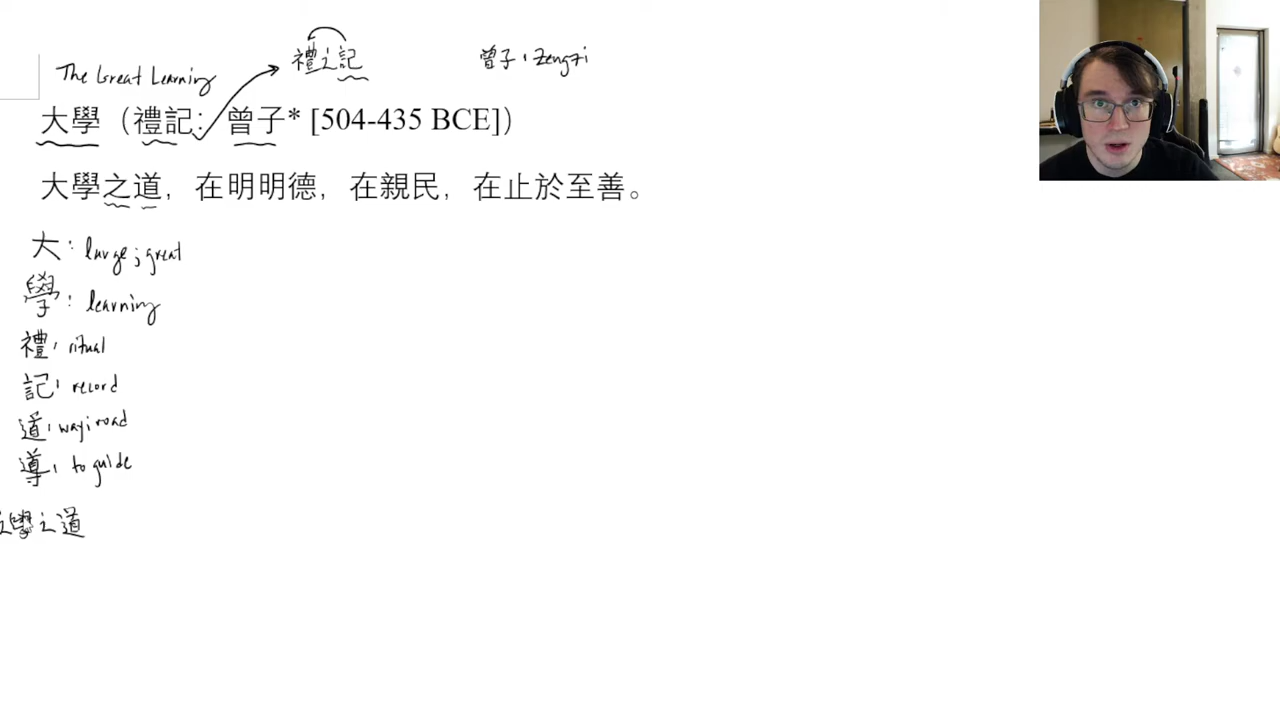 禮之記 曾子: Zengzi
The Great Learning
大學（禮記：曾子* [504-435 BCE]）
大學之道，在明明德，在親民，在止於至善。
大: large; great
學: learning
禮: ritual
記: record
道: way; road
導: to guide
大學之道